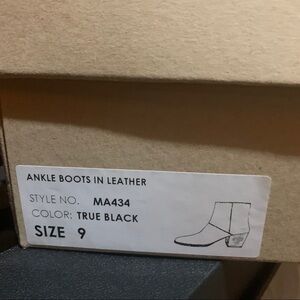 ANKLE BOOTS IN LEATHER
STYLE NO. MA434
COLOR: TRUE BLACK
SIZE 9